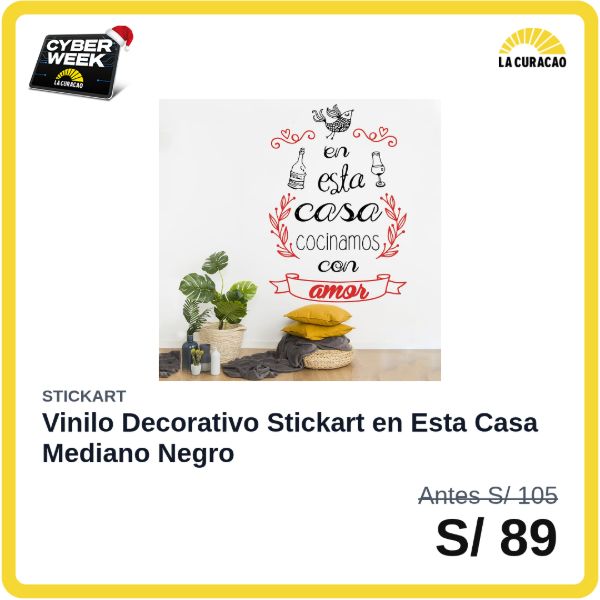 CYBER
WEEK
LA CURACAO
LA CURACAO
en
esta
casa
cocinamos
con
amor
STICKART
Vinilo Decorativo Stickart en Esta Casa
Mediano Negro
Antes S/ 105
S/ 89